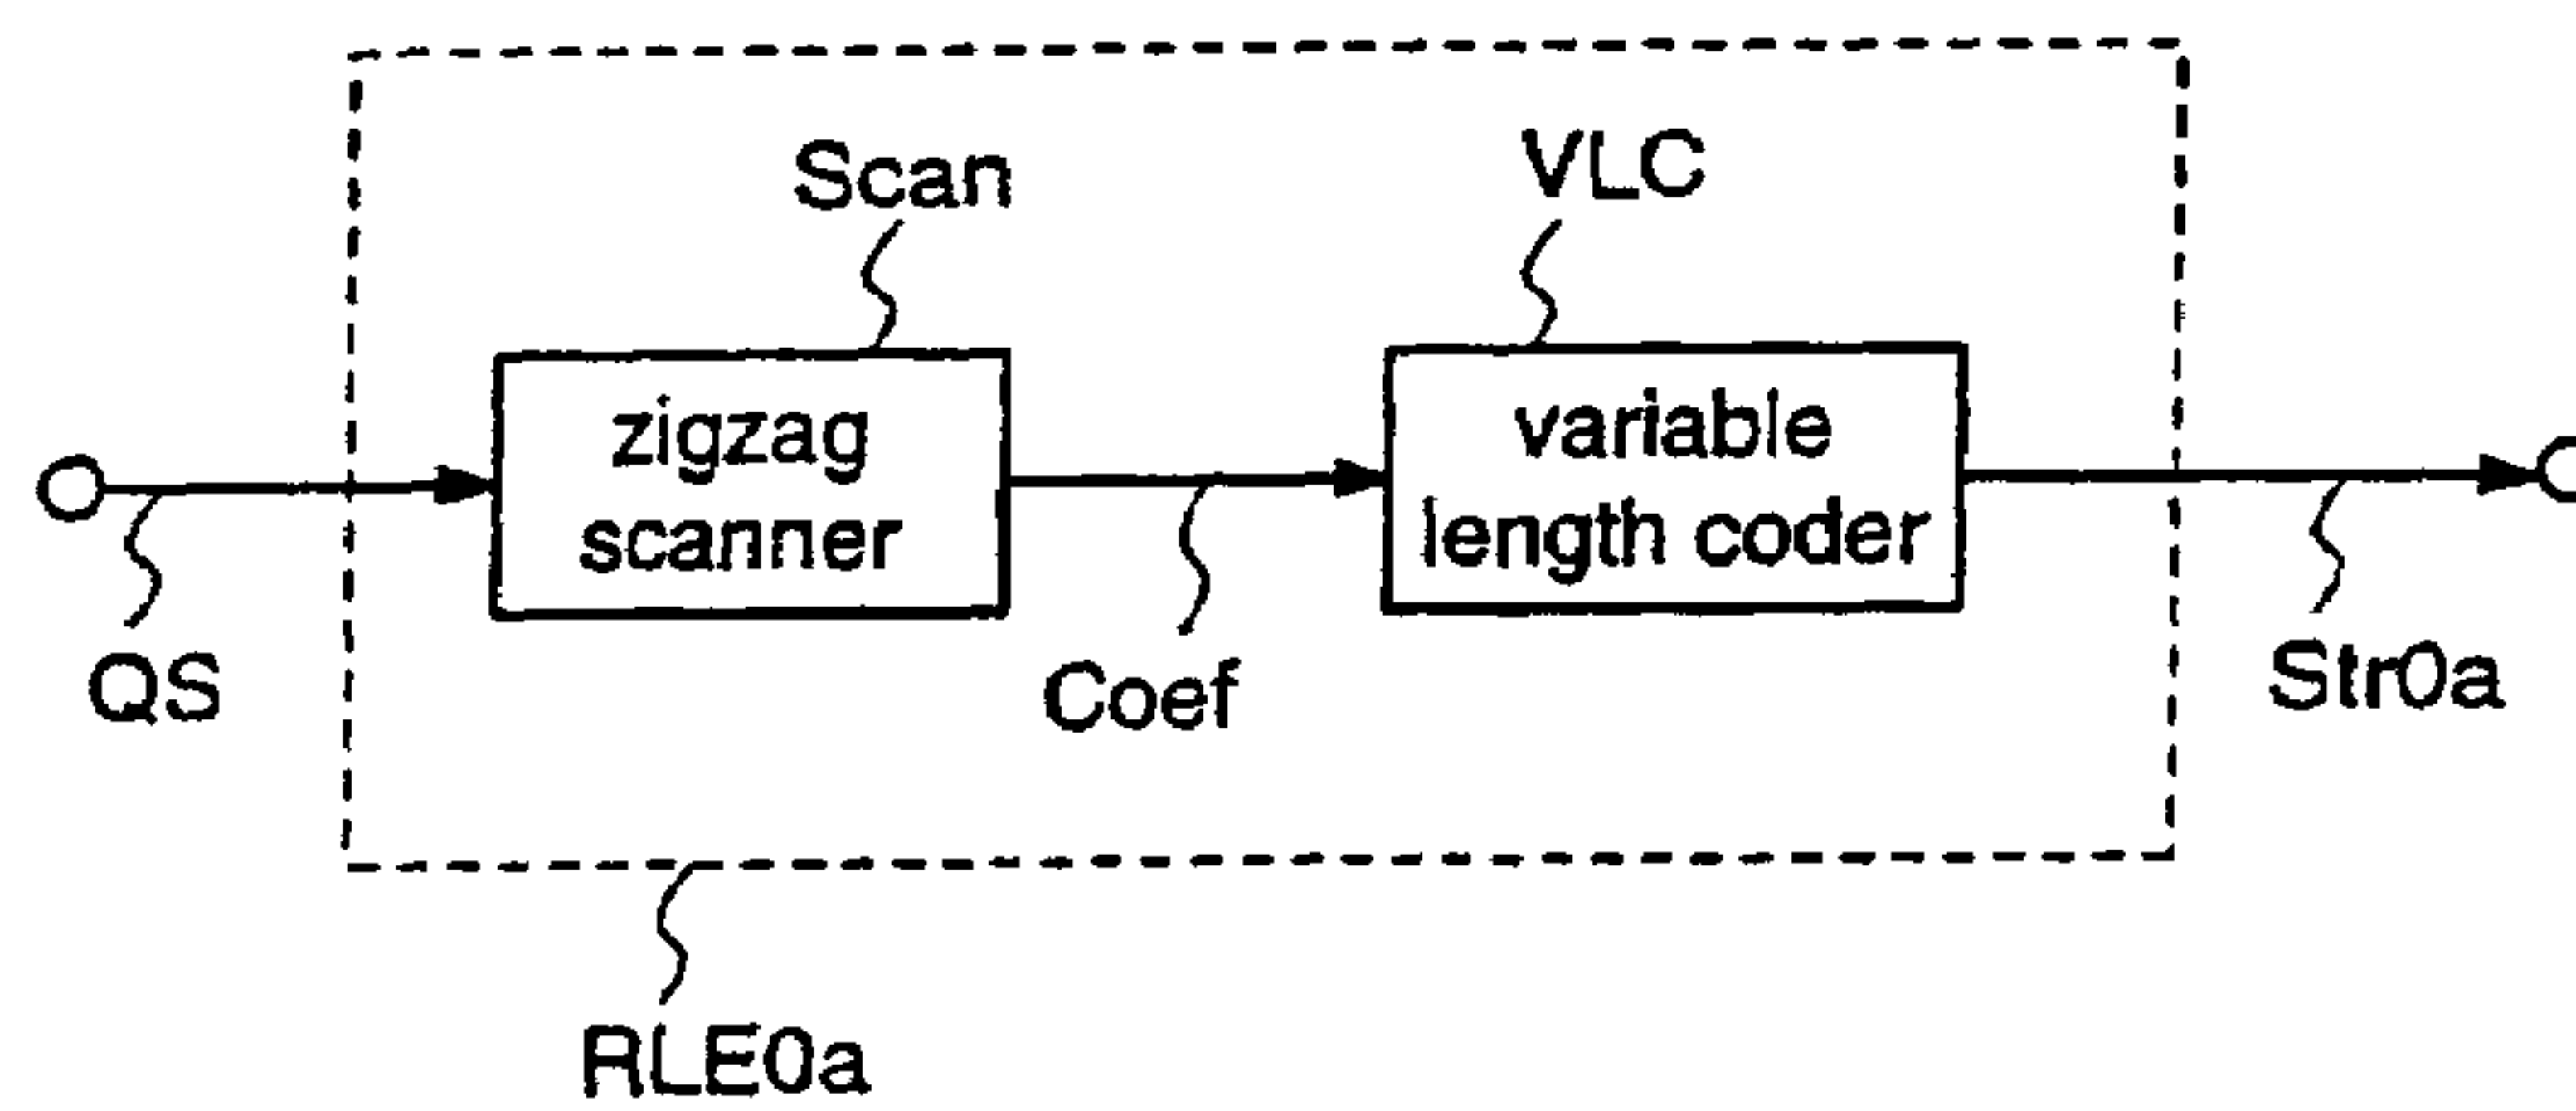 Scan
VLC
zigzag
scanner
variable
length coder
QS
Coef
Str0a
RLE0a